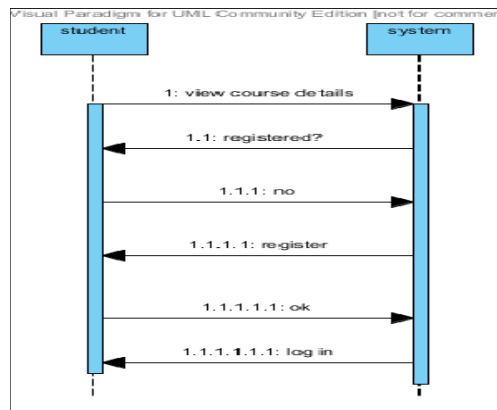 Visual Paradigm for UML Community Edition [not for commer
student
system
1: view course details
1.1: registered?
1.1.1: no
1.1.1.1: register
1.1.1.1.1: ok
1.1.1.1.1.1: log in